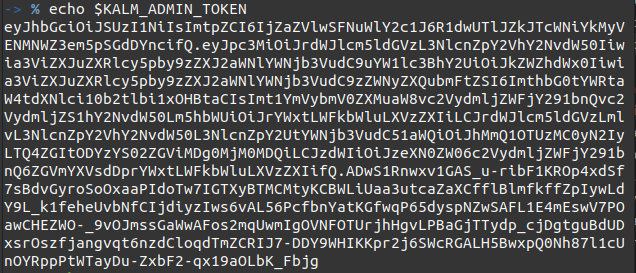 -> % echo $KALM_ADMIN_TOKEN
eyJhbGciOiJSUzI1NiIsImtpZCI6IjZaZVlwSFNuWlY2c1J6R1dwUTlJZkJTcWNiYkMyV
ENMNWZ3em5pSGdDYncifQ.eyJpc3MiOiJrdWJlcm5ldGVzL3NlcnZpY2VhY2NvdW50Iiw
ia3ViZXJuZXRlcy5pby9zZXJ2aWNlYWNjb3VudC9uYW1lc3BhY2UiOiJkZWZhdWx0Iiwi
a3ViZXJuZXRlcy5pby9zZXJ2aWNlYWNjb3VudC9zZWNyZXQubmFtZSI6ImthbG0tYWRta
W4tdXNlci10b2tlbi1xOHBtaCIsImt1YmVybmV0ZXMuaW8vc2VydmljZWFjY291bnQvc2
VydmljZS1hY2NvdW50Lm5hbWUiOiJrYWxtLWFkbWluLXVzZXIiLCJrdWJlcm5ldGVzLml
vL3NlcnZpY2VhY2NvdW50L3NlcnZpY2UtYWNjb3VudC51aWQiOiJhMmQ1OTUzMC0yN2Iy
LTQ4ZGItODYzYS02ZGViMDg0MjM0MDQiLCJzdWIiOiJzeXN0ZW06c2VydmljZWFjY291b
nQ6ZGVmYXVsdDprYWxtLWFkbWluLXVzZXIifQ.ADwS1Rnwxv1GAS_u-ribF1KROp4xdSf
7sBdvGyroSoOxaaPIdoTw7IGTXyBTMCMtyKCBWLiUaa3utcaZaXCfflBlmfkffZpIywLd
Y9L_k1feheUvbNfCIjdiyzIws6vAL56PcfbnYatKGfwqP65dyspNZwSAFL1E4mEswV7PO
awCHEZWO-_9vOJmssGaWwAFos2mqUwmIgOVNFOTUrjhHgvLPBaGjTTydp_cjDgtguBdUD
xsrOszfjangvqt6nzdCloqdTmZCRIJ7-DDY9WHIKKpr2j6SWcRGALH5BwxpQ0Nh87l1cU
nOYRppPtWTayDu-ZxbF2-qx19aOLbK_Fbjg